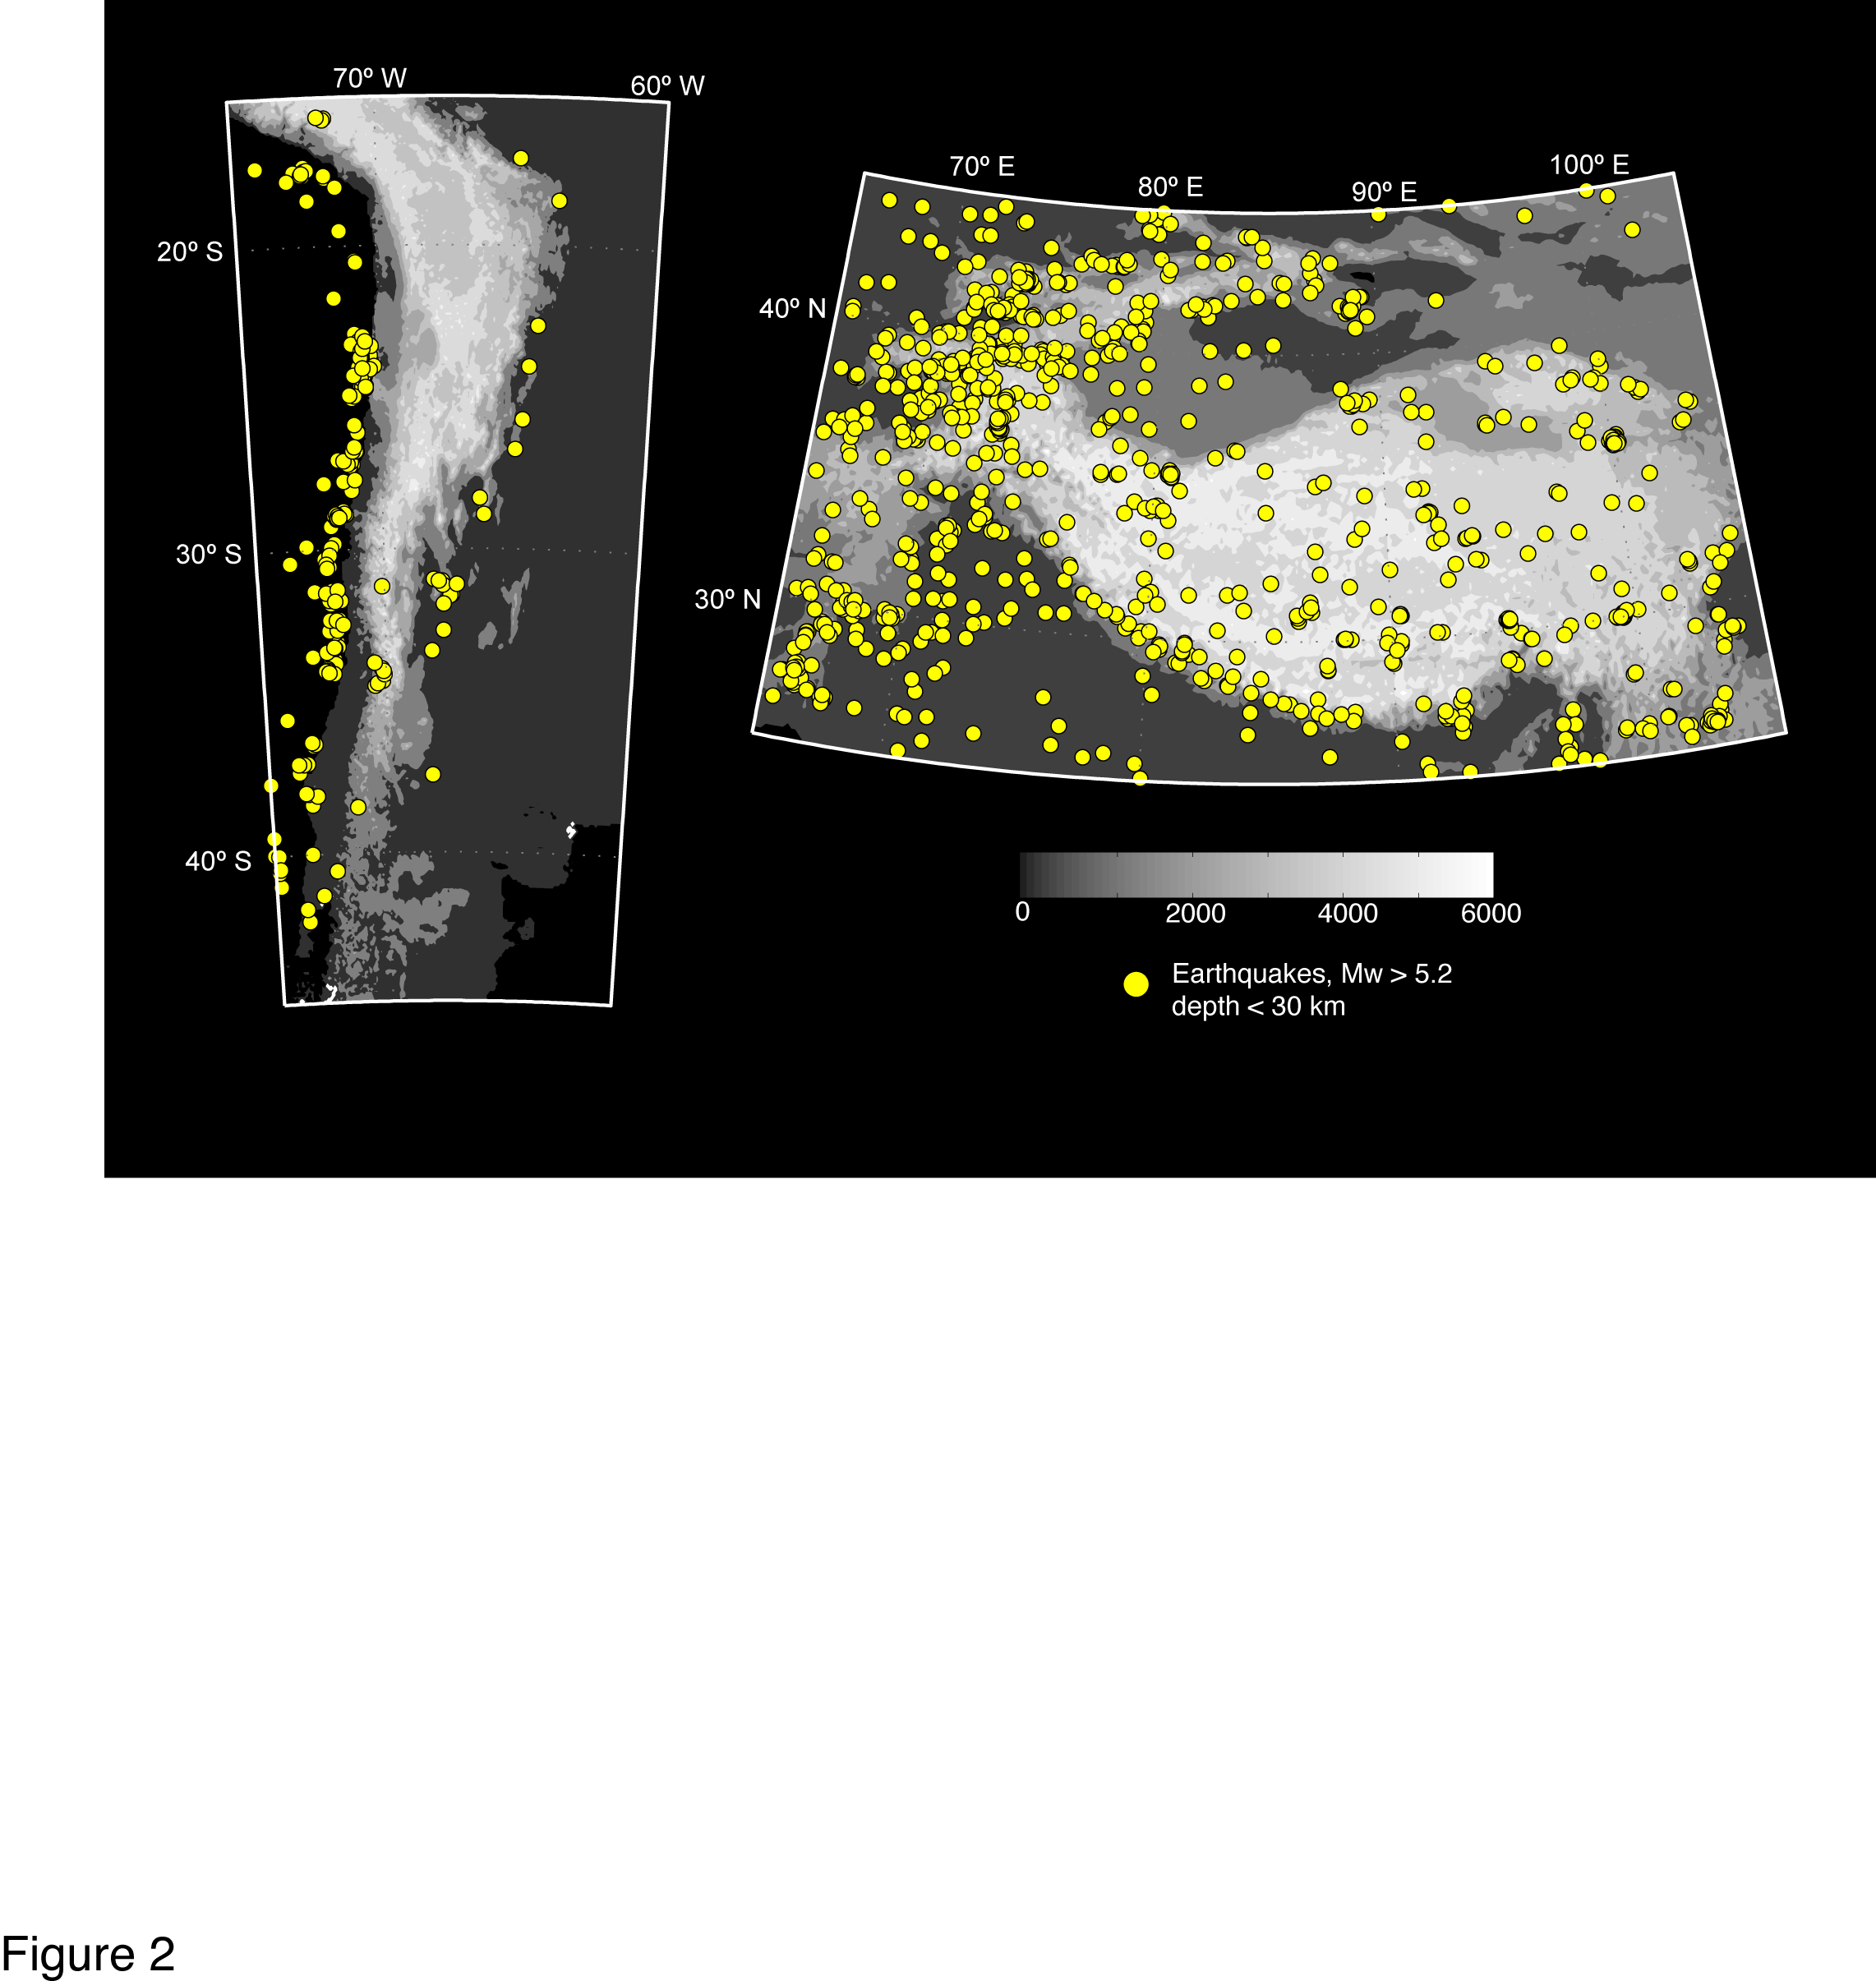 70º W
60º W
20º S
30º S
40º S
70º E
80º E
90º E
100º E
40º N
30º N
0
2000
4000
6000
Earthquakes, Mw > 5.2
depth < 30 km
Figure 2